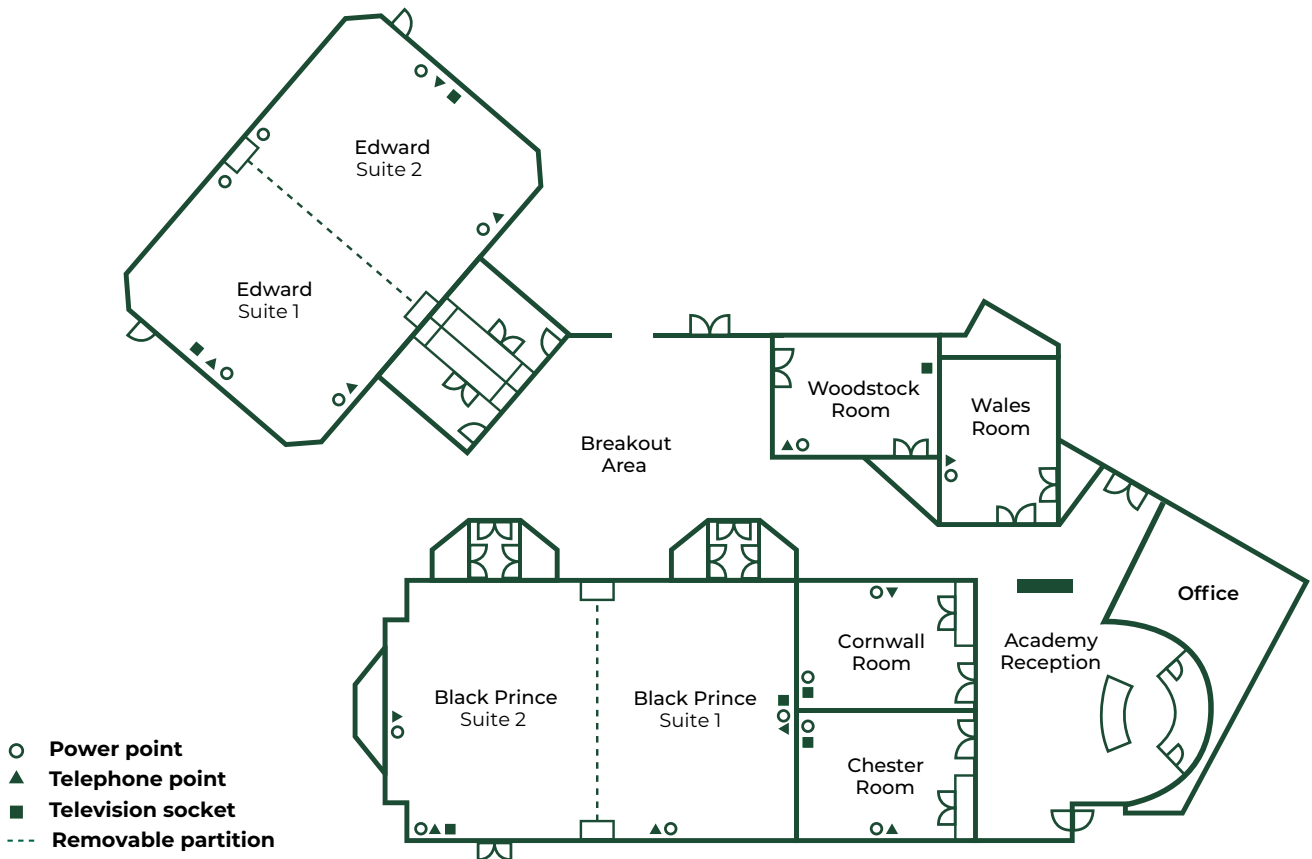 Edward
Suite 2
Edward
Suite 1
Woodstock
Room
Wales
Room
Breakout
Area
Office
Cornwall
Room
Academy
Reception
Black Prince
Suite 2
Black Prince
Suite 1
Chester
Room
Power point
Telephone point
Television socket
Removable partition